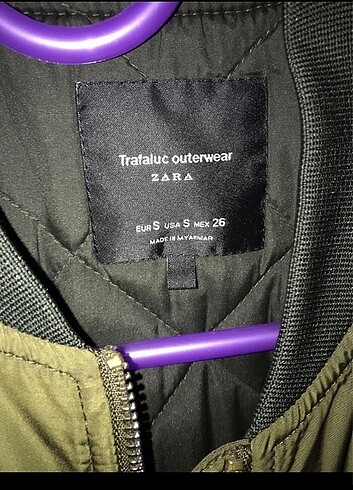 Trafaluc outerwear
ZARA
EUR S USA S MEX 26
MADE IN MYANMAR